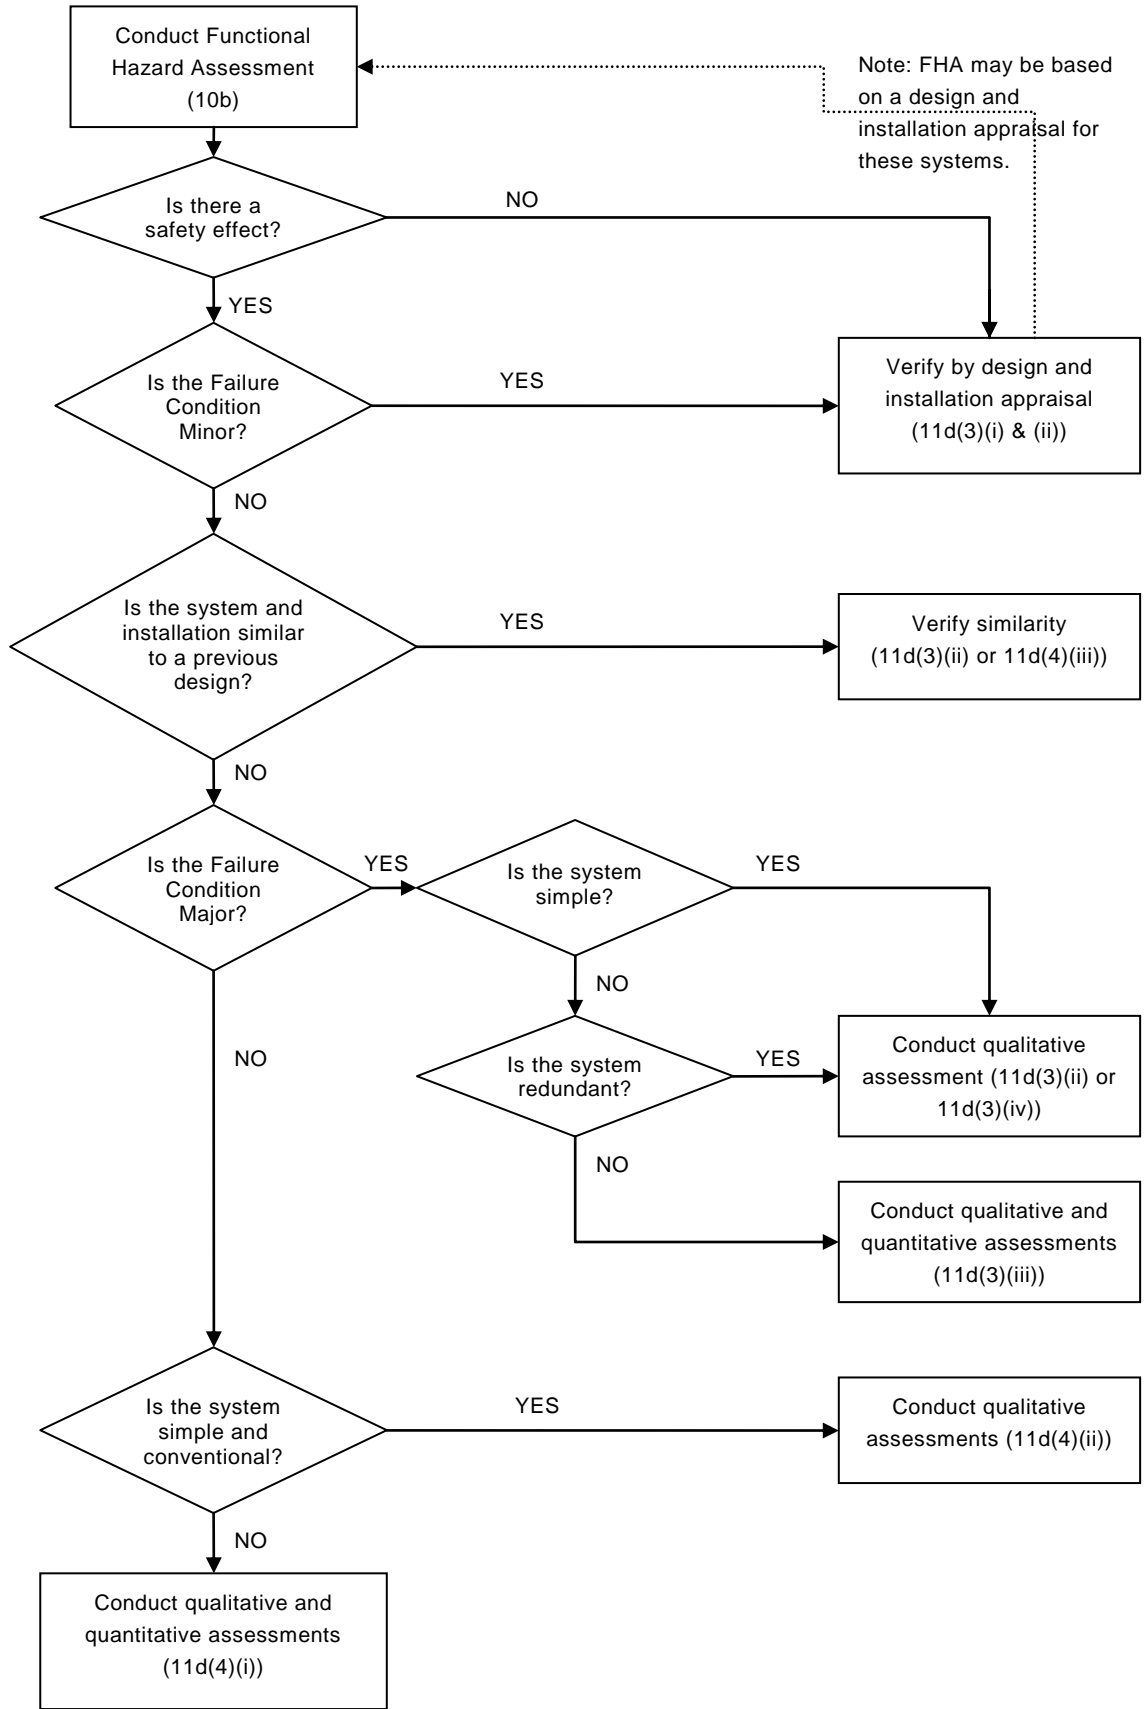 Conduct Functional
Hazard Assessment
(10b)
Note: FHA may be based
on a design and
installation appraisal for
these systems.
Is there a
safety effect?
NO
YES
Is the Failure
Condition
Minor?
YES
Verify by design and
installation appraisal
(11d(3)(i) & (ii))
NO
Is the system and
installation similar
to a previous
design?
YES
Verify similarity
(11d(3)(ii) or 11d(4)(iii))
NO
Is the Failure
Condition
Major?
YES
Is the system
simple?
YES
NO
NO
Is the system
redundant?
YES
Conduct qualitative
assessment (11d(3)(ii) or
11d(3)(iv))
NO
Conduct qualitative and
quantitative assessments
(11d(3)(iii))
Is the system
simple and
conventional?
YES
Conduct qualitative
assessments (11d(4)(ii))
NO
Conduct qualitative and
quantitative assessments
(11d(4)(i))